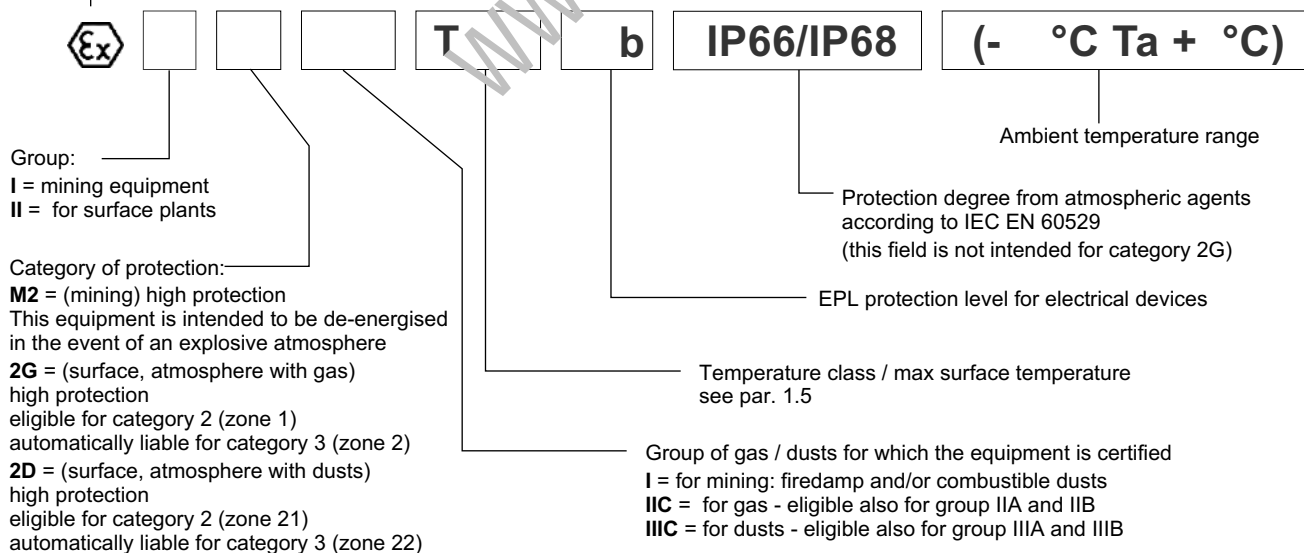 Ex T b IP66/IP68 (- °C Ta + °C)
WW
Ambient temperature range
Group:
I = mining equipment
II = for surface plants
Protection degree from atmospheric agents
according to IEC EN 60529
(this field is not intended for category 2G)
Category of protection:
M2 = (mining) high protection
This equipment is intended to be de-energised
in the event of an explosive atmosphere
2G = (surface, atmosphere with gas)
high protection
eligible for category 2 (zone 1)
automatically liable for category 3 (zone 2)
2D = (surface, atmosphere with dusts)
high protection
eligible for category 2 (zone 21)
automatically liable for category 3 (zone 22)
EPL protection level for electrical devices
Temperature class / max surface temperature
see par. 1.5
Group of gas / dusts for which the equipment is certified
I = for mining: firedamp and/or combustible dusts
IIC = for gas - eligible also for group IIA and IIB
IIIC = for dusts - eligible also for group IIIA and IIIB